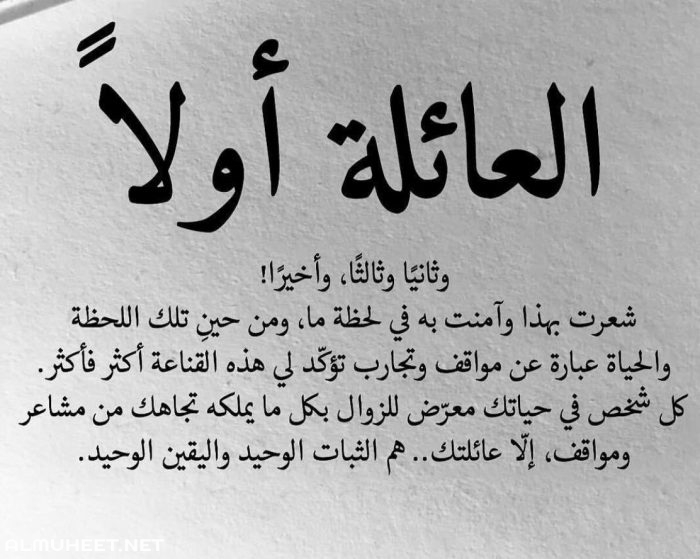 العائلة أولاً
وثانيًا وثالثًا، وأخيرًا!
شعرت بهذا وآمنت به في لحظة ما، ومن حينِ تلك اللحظة
والحياة عبارة عن مواقف وتجارب تؤكّد لي هذه القناعة أكثر فأكثر.
كل شخص في حياتك معرّض للزوال بكل ما يملكه تجاهك من مشاعر
ومواقف، إلّا عائلتك.. هم الثبات الوحيد واليقين الوحيد.
ALMUHEET.NET